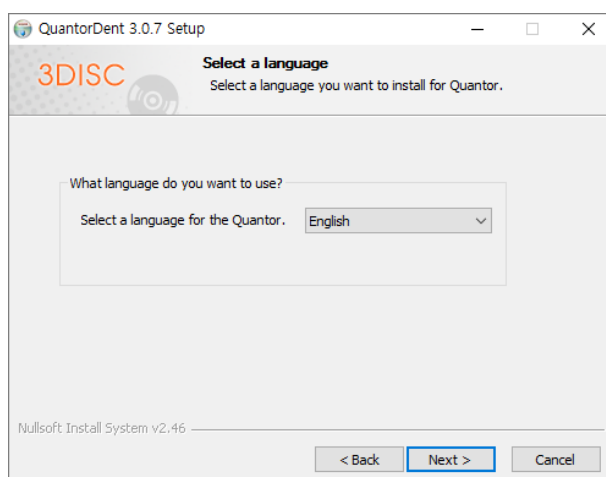 QuantorDent 3.0.7 Setup
3DISC
Select a language
Select a language you want to install for Quantor.
What language do you want to use?
Select a language for the Quantor.
English
Nullsoft Install System v2.46
< Back
Next >
Cancel